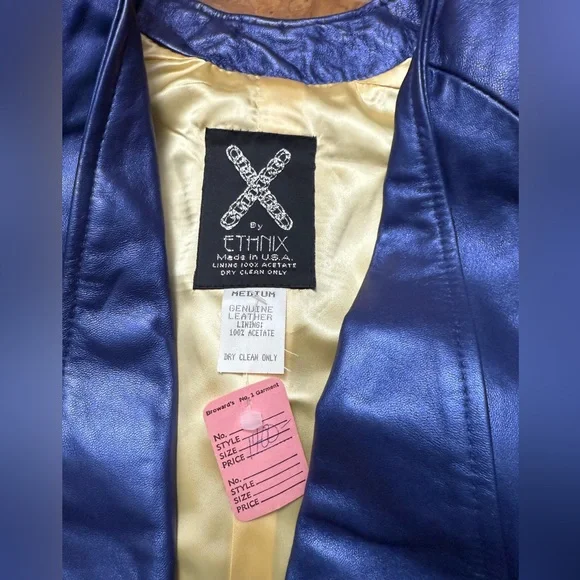 X
By
ETHNIX
Made in U.S.A.
LINING 100% ACETATE
DRY CLEAN ONLY
MEDIUM
GENUINE
LEATHER
LINING:
100% ACETATE
DRY CLEAN ONLY
Broward's No. 1 Garment
No.
STYLE
SIZE
PRICE
No.
STYLE
SIZE
PRICE